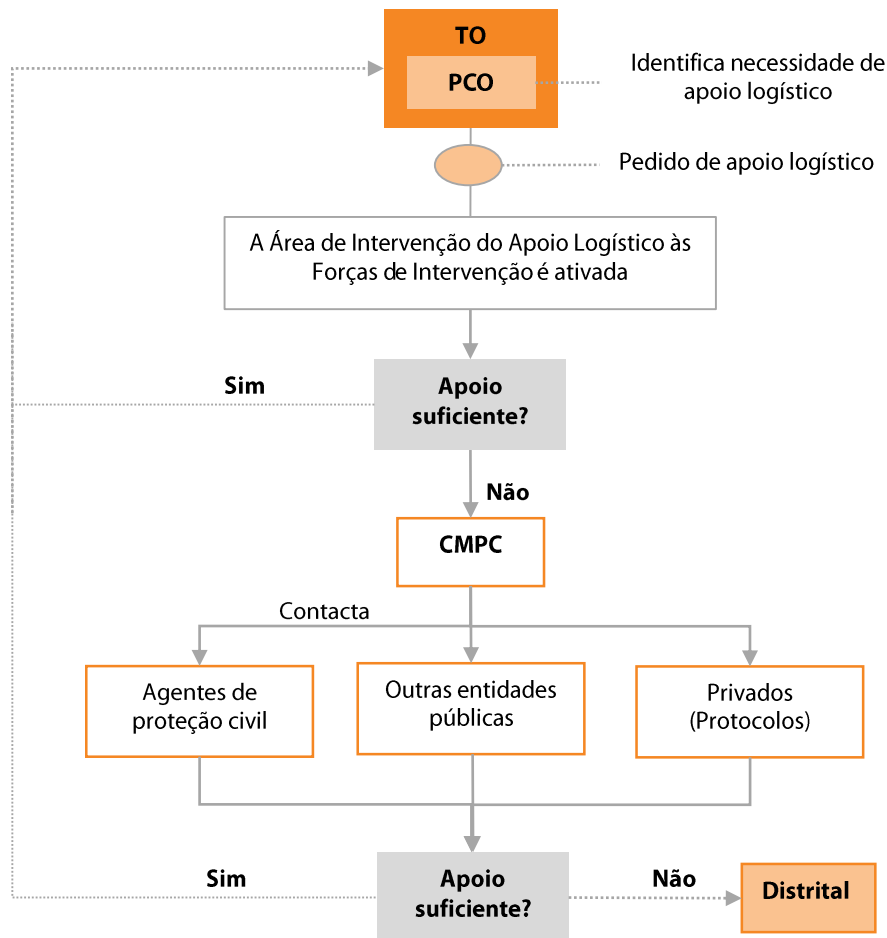 TO
PCO
Identifica necessidade de
apoio logístico
Pedido de apoio logístico
A Área de Intervenção do Apoio Logístico às
Forças de Intervenção é ativada
Sim
Apoio
suficiente?
Não
CMPC
Contacta
Agentes de
proteção civil
Outras entidades
públicas
Privados
(Protocolos)
Sim
Apoio
suficiente?
Não
Distrital